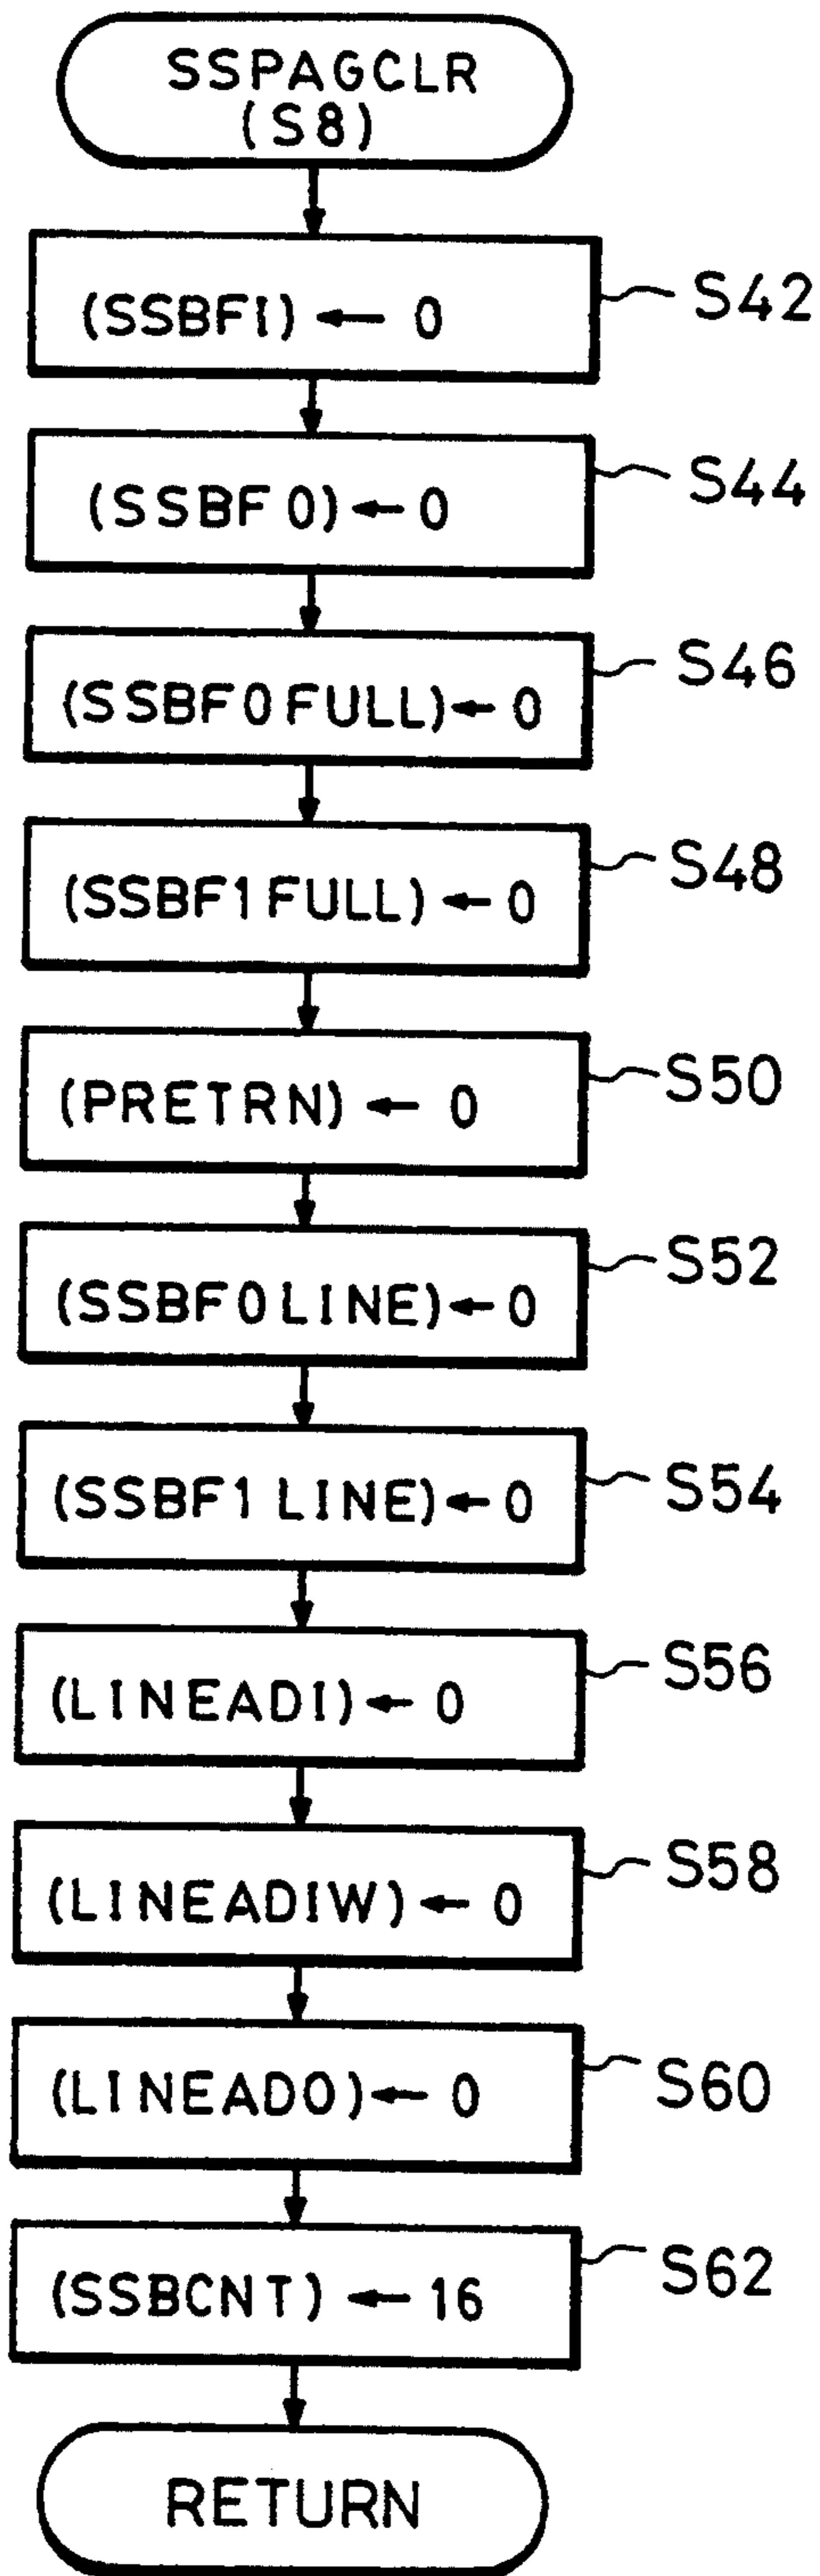 SSPAGCLR
(S8)
(SSBFI) ← 0
S42
(SSBF0) ← 0
S44
(SSBF0FULL) ← 0
S46
(SSBF1FULL) ← 0
S48
(PRETRN) ← 0
S50
(SSBF0LINE) ← 0
S52
(SSBF1LINE) ← 0
S54
(LINEADI) ← 0
S56
(LINEADIW) ← 0
S58
(LINEADO) ← 0
S60
(SSBCNT) ← 16
S62
RETURN